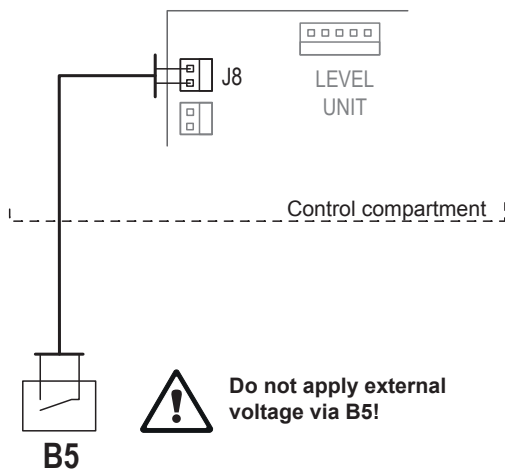 J8
LEVEL
UNIT
Control compartment
Do not apply external
voltage via B5!
B5